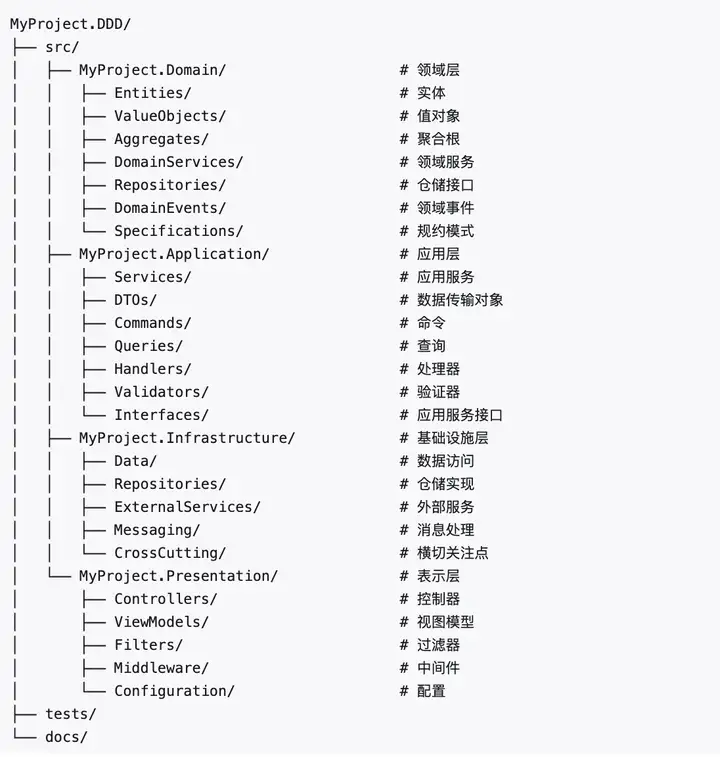 MyProject.DDD/
├── src/
│   ├── MyProject.Domain/                    # 领域层
│   │   ├── Entities/                        # 实体
│   │   ├── ValueObjects/                    # 值对象
│   │   ├── Aggregates/                      # 聚合根
│   │   ├── DomainServices/                  # 领域服务
│   │   ├── Repositories/                    # 仓储接口
│   │   ├── DomainEvents/                    # 领域事件
│   │   └── Specifications/                  # 规约模式
│   ├── MyProject.Application/               # 应用层
│   │   ├── Services/                        # 应用服务
│   │   ├── DTOs/                            # 数据传输对象
│   │   ├── Commands/                        # 命令
│   │   ├── Queries/                         # 查询
│   │   ├── Handlers/                        # 处理器
│   │   ├── Validators/                      # 验证器
│   │   └── Interfaces/                      # 应用服务接口
│   ├── MyProject.Infrastructure/            # 基础设施层
│   │   ├── Data/                            # 数据访问
│   │   ├── Repositories/                    # 仓储实现
│   │   ├── ExternalServices/                # 外部服务
│   │   ├── Messaging/                       # 消息处理
│   │   └── CrossCutting/                    # 横切关注点
│   └── MyProject.Presentation/              # 表示层
│       ├── Controllers/                     # 控制器
│       ├── ViewModels/                      # 视图模型
│       ├── Filters/                         # 过滤器
│       ├── Middleware/                      # 中间件
│       └── Configuration/                   # 配置
├── tests/
└── docs/